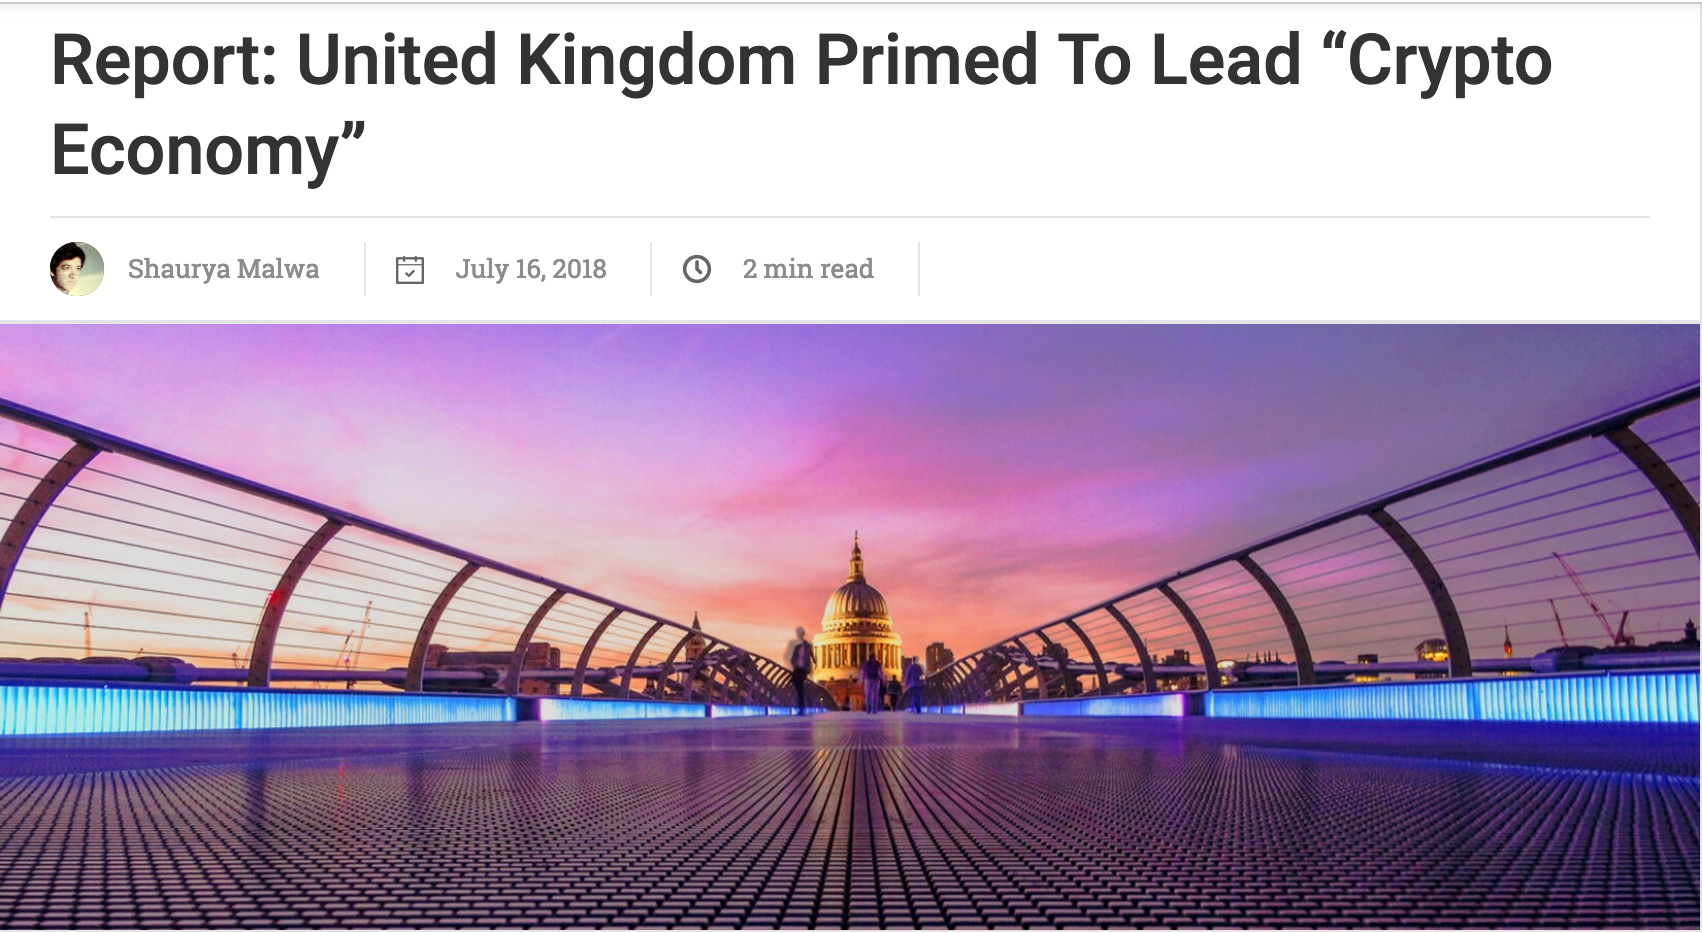 Report: United Kingdom Primed To Lead “Crypto
Economy”
Shaurya Malwa
July 16, 2018
2 min read